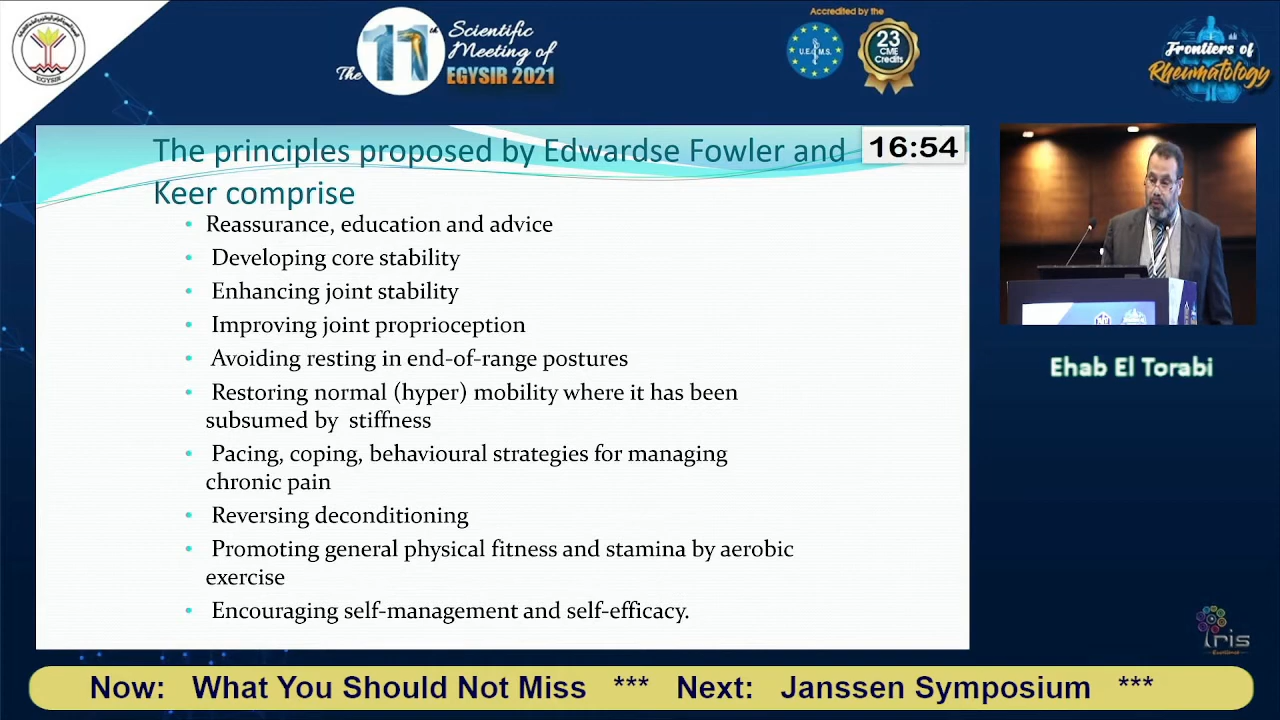 EGYSIR
The 11th
Scientific
Meeting of
EGYSIR 2021
Accredited by the
U.E.M.S.
23
CME
Credits
Frontiers of
Rheumatology
The principles proposed by Edwardse Fowler and
Keer comprise
16:54
• Reassurance, education and advice
• Developing core stability
• Enhancing joint stability
• Improving joint proprioception
• Avoiding resting in end-of-range postures
• Restoring normal (hyper) mobility where it has been
subsumed by stiffness
• Pacing, coping, behavioural strategies for managing
chronic pain
• Reversing deconditioning
• Promoting general physical fitness and stamina by aerobic
exercise
• Encouraging self-management and self-efficacy.
Ehab El Torabi
Iris
Now: What You Should Not Miss *** Next: Janssen Symposium ***